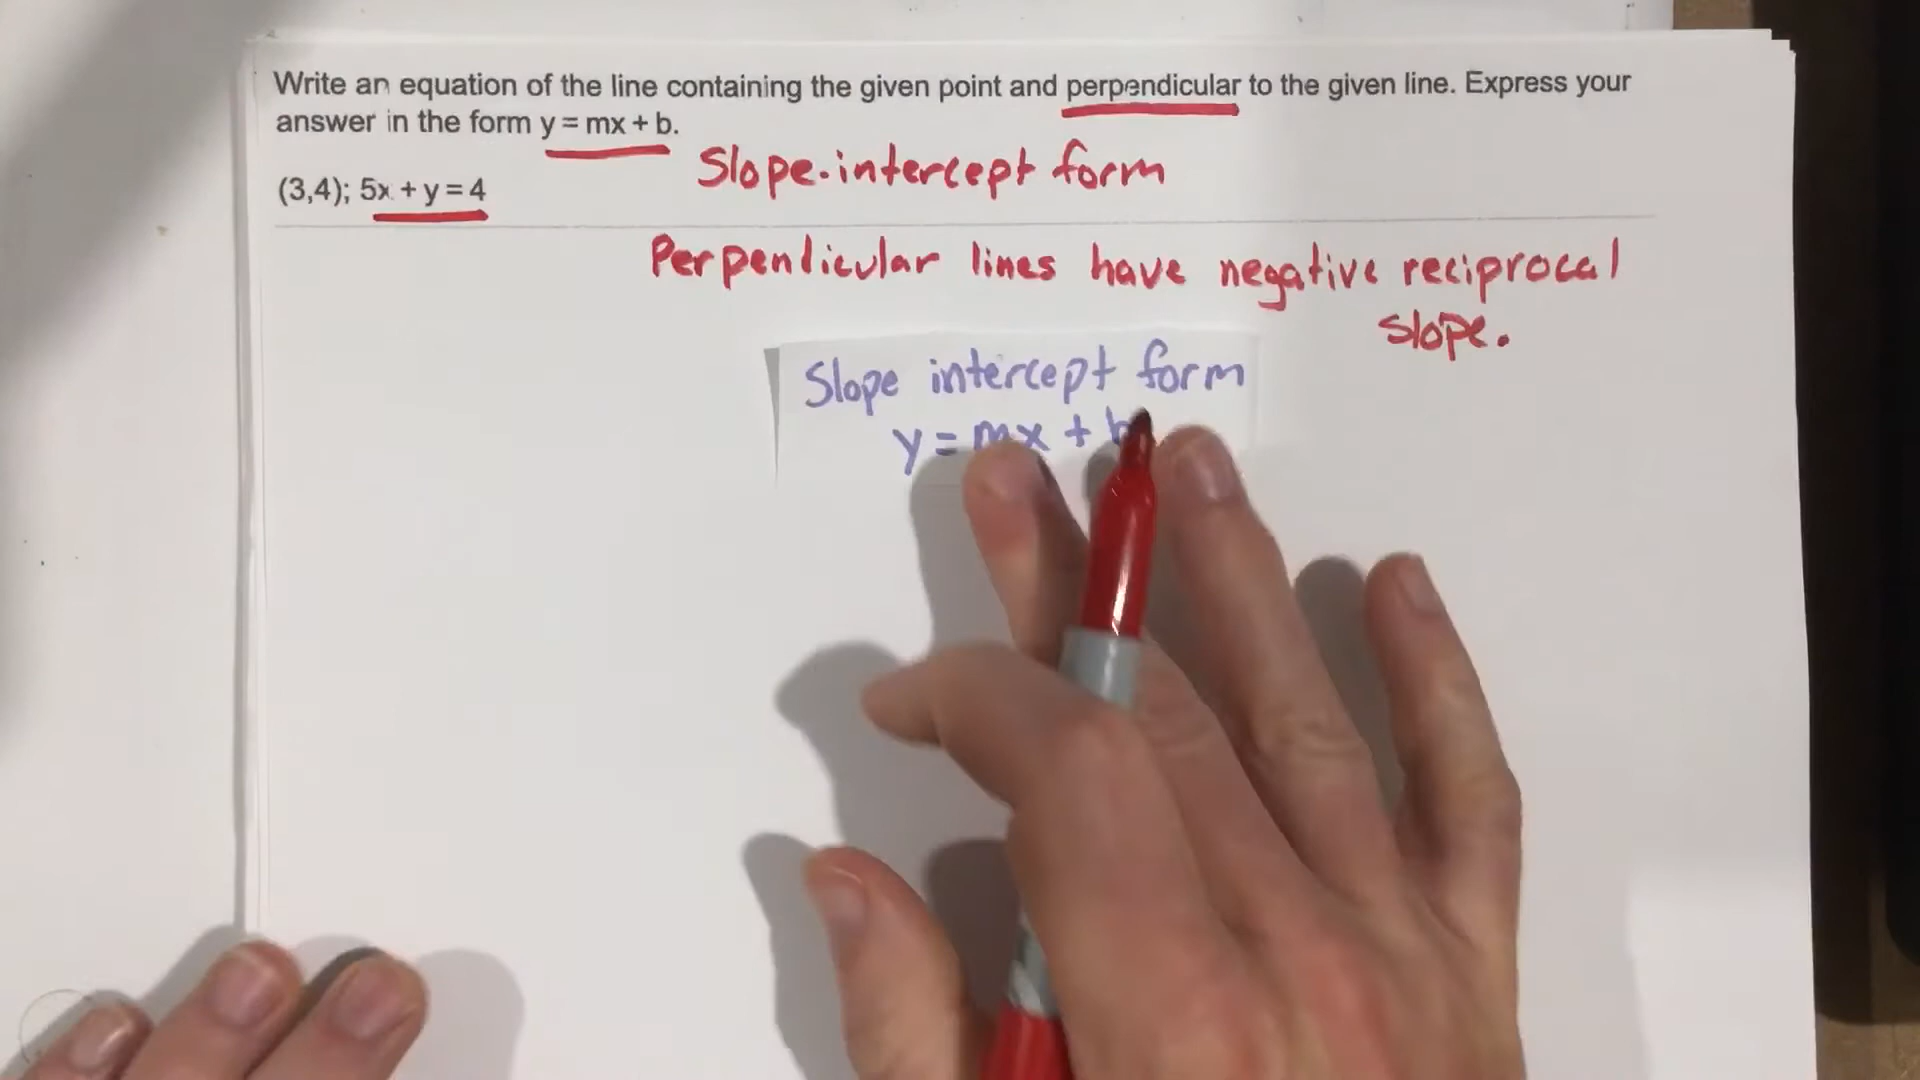 Write an equation of the line containing the given point and perpendicular to the given line. Express your
answer in the form y = mx + b.
Slope-intercept form
(3,4); 5x + y = 4
Perpendicular lines have negative reciprocal
slope.
Slope intercept form
y = mx + b